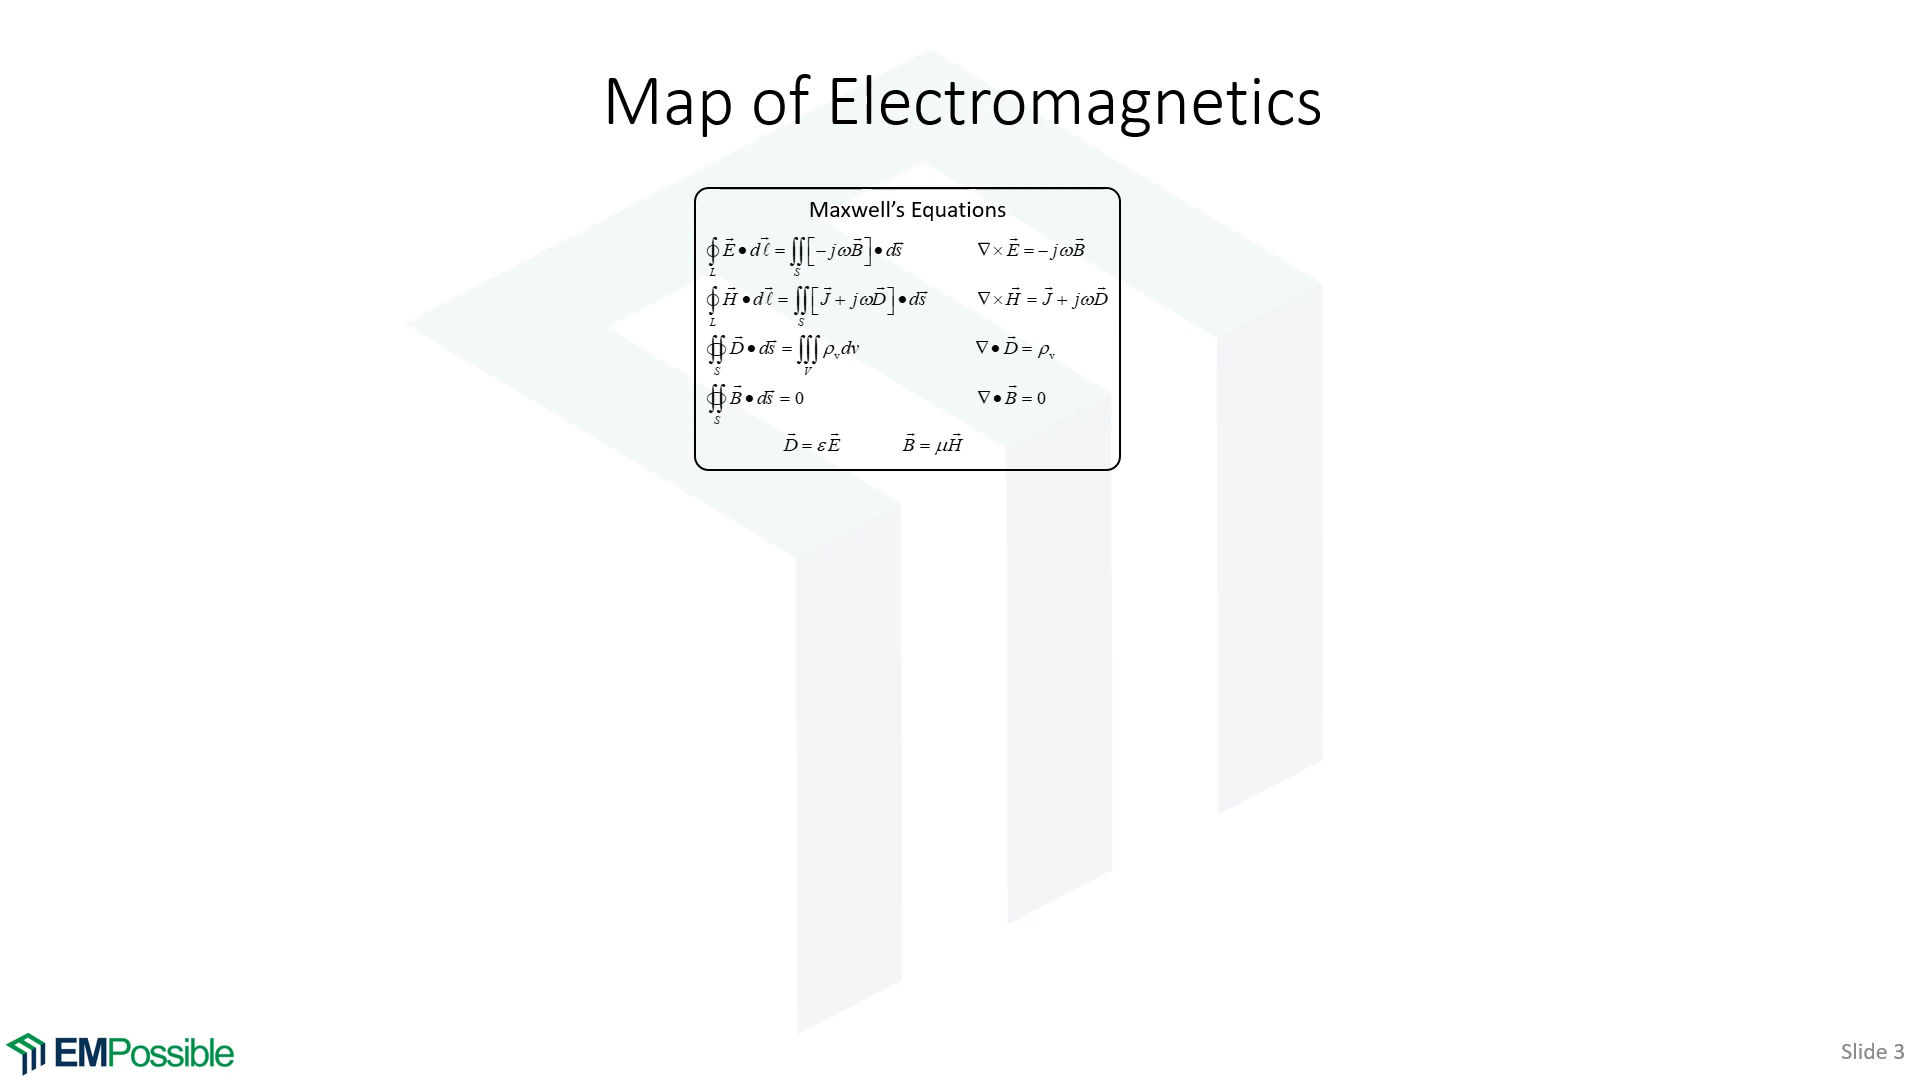 Map of Electromagnetics
Maxwell’s Equations
∮_L E⃗ • dℓ⃗ = ∬_S [−jωB⃗] • ds⃗    ∇ × E⃗ = −jωB⃗
∮_L H⃗ • dℓ⃗ = ∬_S [J⃗ + jωD⃗] • ds⃗    ∇ × H⃗ = J⃗ + jωD⃗
∯_S D⃗ • ds⃗ = ∭_V ρ_v dv    ∇ • D⃗ = ρ_v
∯_S B⃗ • ds⃗ = 0    ∇ • B⃗ = 0
D⃗ = εE⃗    B⃗ = μH⃗
EMPossible
Slide 3